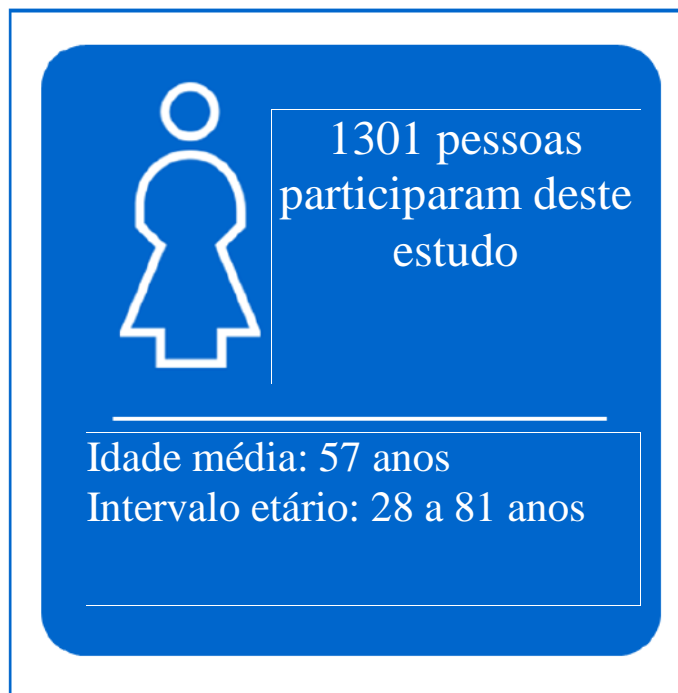 1301 pessoas
participaram deste
estudo
Idade média: 57 anos
Intervalo etário: 28 a 81 anos